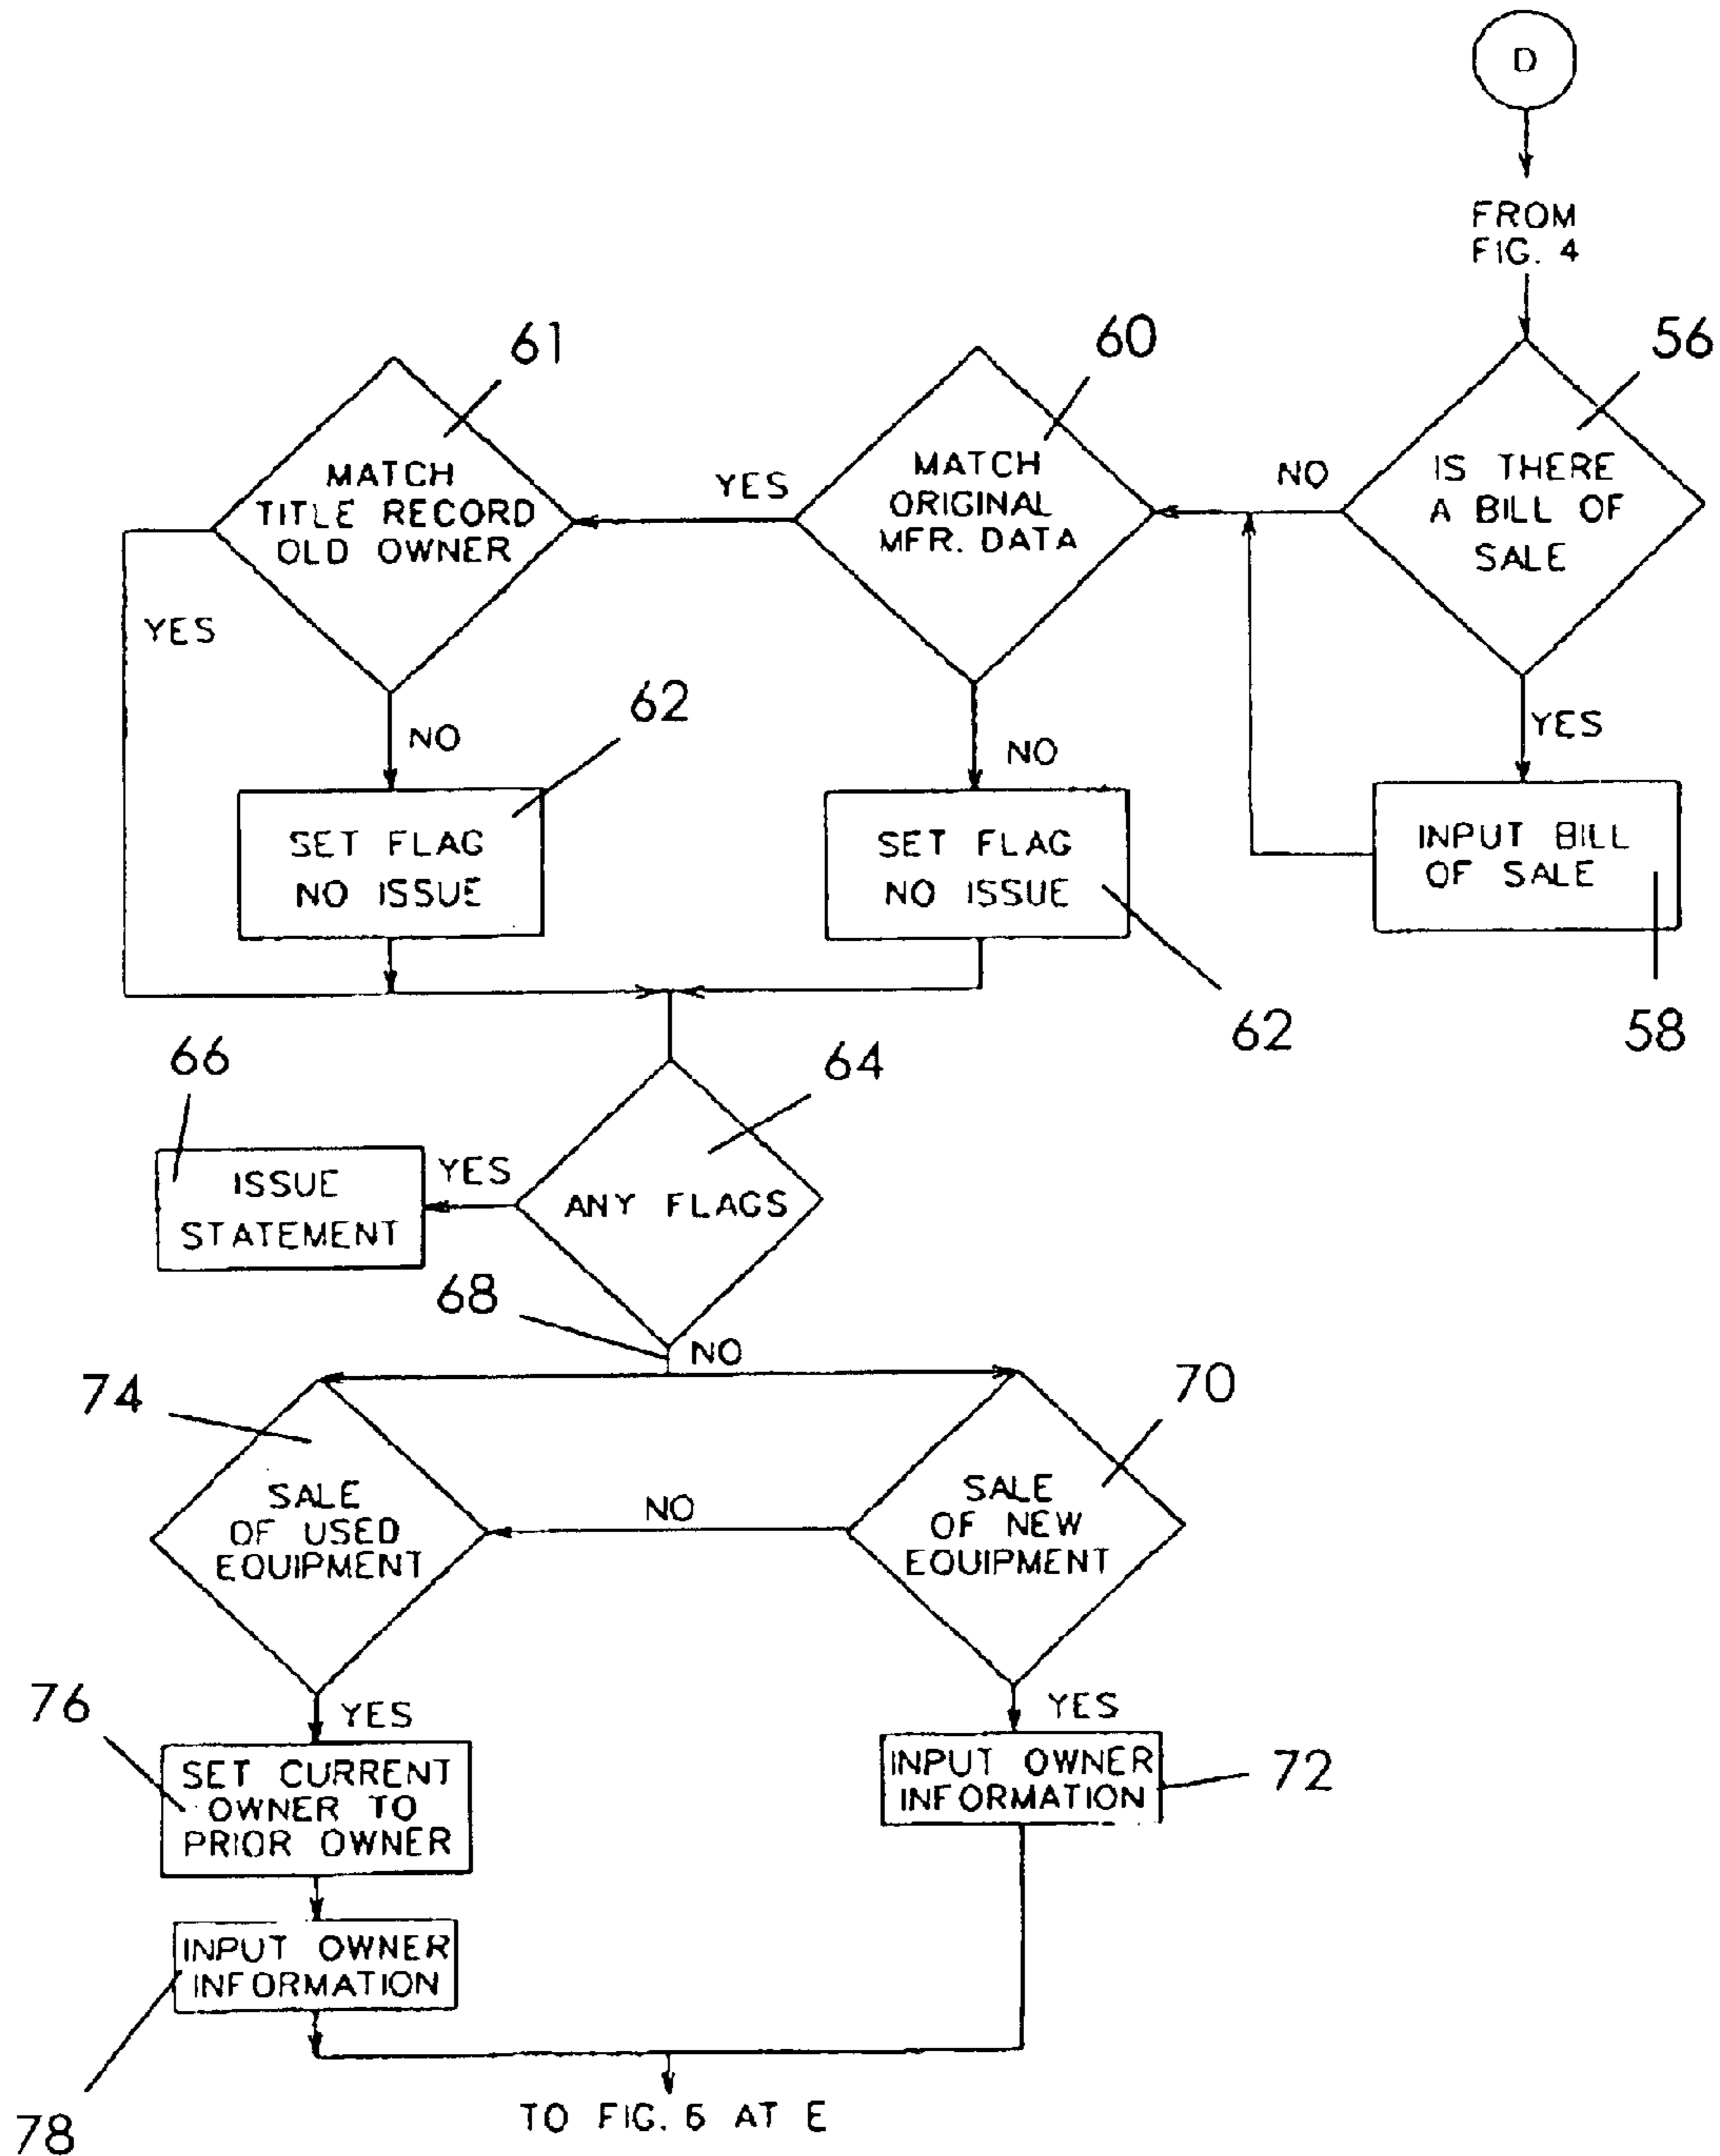 D
FROM
FIG. 4
61
60
56
MATCH
TITLE RECORD
OLD OWNER
YES
MATCH
ORIGINAL
MFR. DATA
NO
IS THERE
A BILL OF
SALE
YES
NO
62
NO
YES
SET FLAG
NO ISSUE
SET FLAG
NO ISSUE
INPUT BILL
OF SALE
62
58
66
64
ISSUE
STATEMENT
YES
ANY FLAGS
68
NO
74
70
SALE
OF USED
EQUIPMENT
NO
SALE
OF NEW
EQUIPMENT
76
YES
YES
SET CURRENT
OWNER TO
PRIOR OWNER
INPUT OWNER
INFORMATION
72
INPUT OWNER
INFORMATION
78
TO FIG. 6 AT E